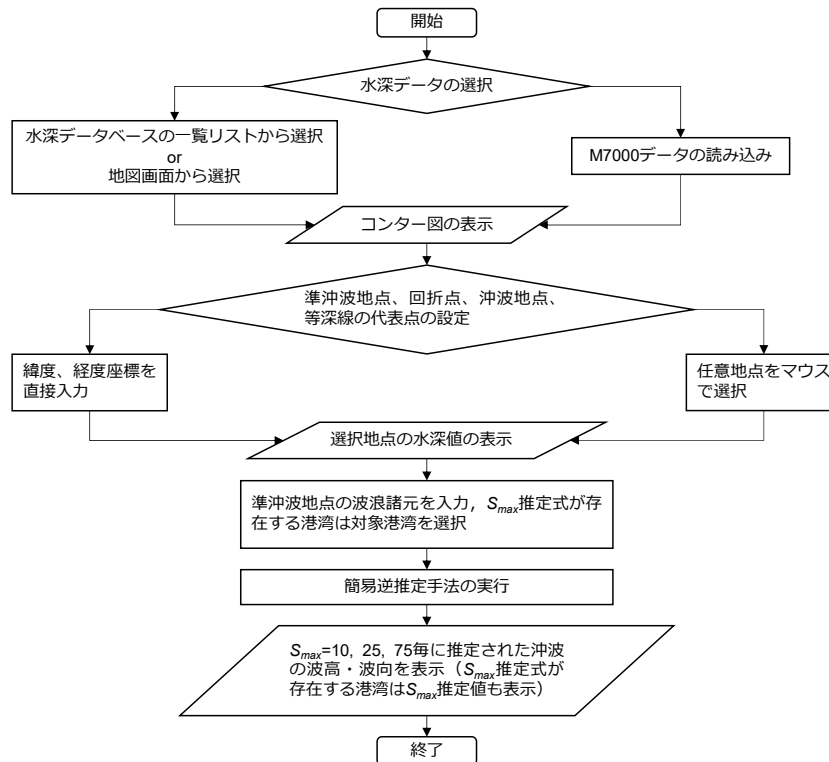 開始
水深データの選択
水深データベースの一覧リストから選択
or
地図画面から選択
M7000データの読み込み
コンター図の表示
準沖波地点、回折点、沖波地点、
等深線の代表点の設定
緯度、経度座標を
直接入力
任意地点をマウス
で選択
選択地点の水深値の表示
準沖波地点の波浪諸元を入力，Smax推定式が存
在する港湾は対象港湾を選択
簡易逆推定手法の実行
Smax=10, 25, 75毎に推定された沖波
の波高・波向を表示（Smax推定式が
存在する港湾はSmax推定値も表示）
終了